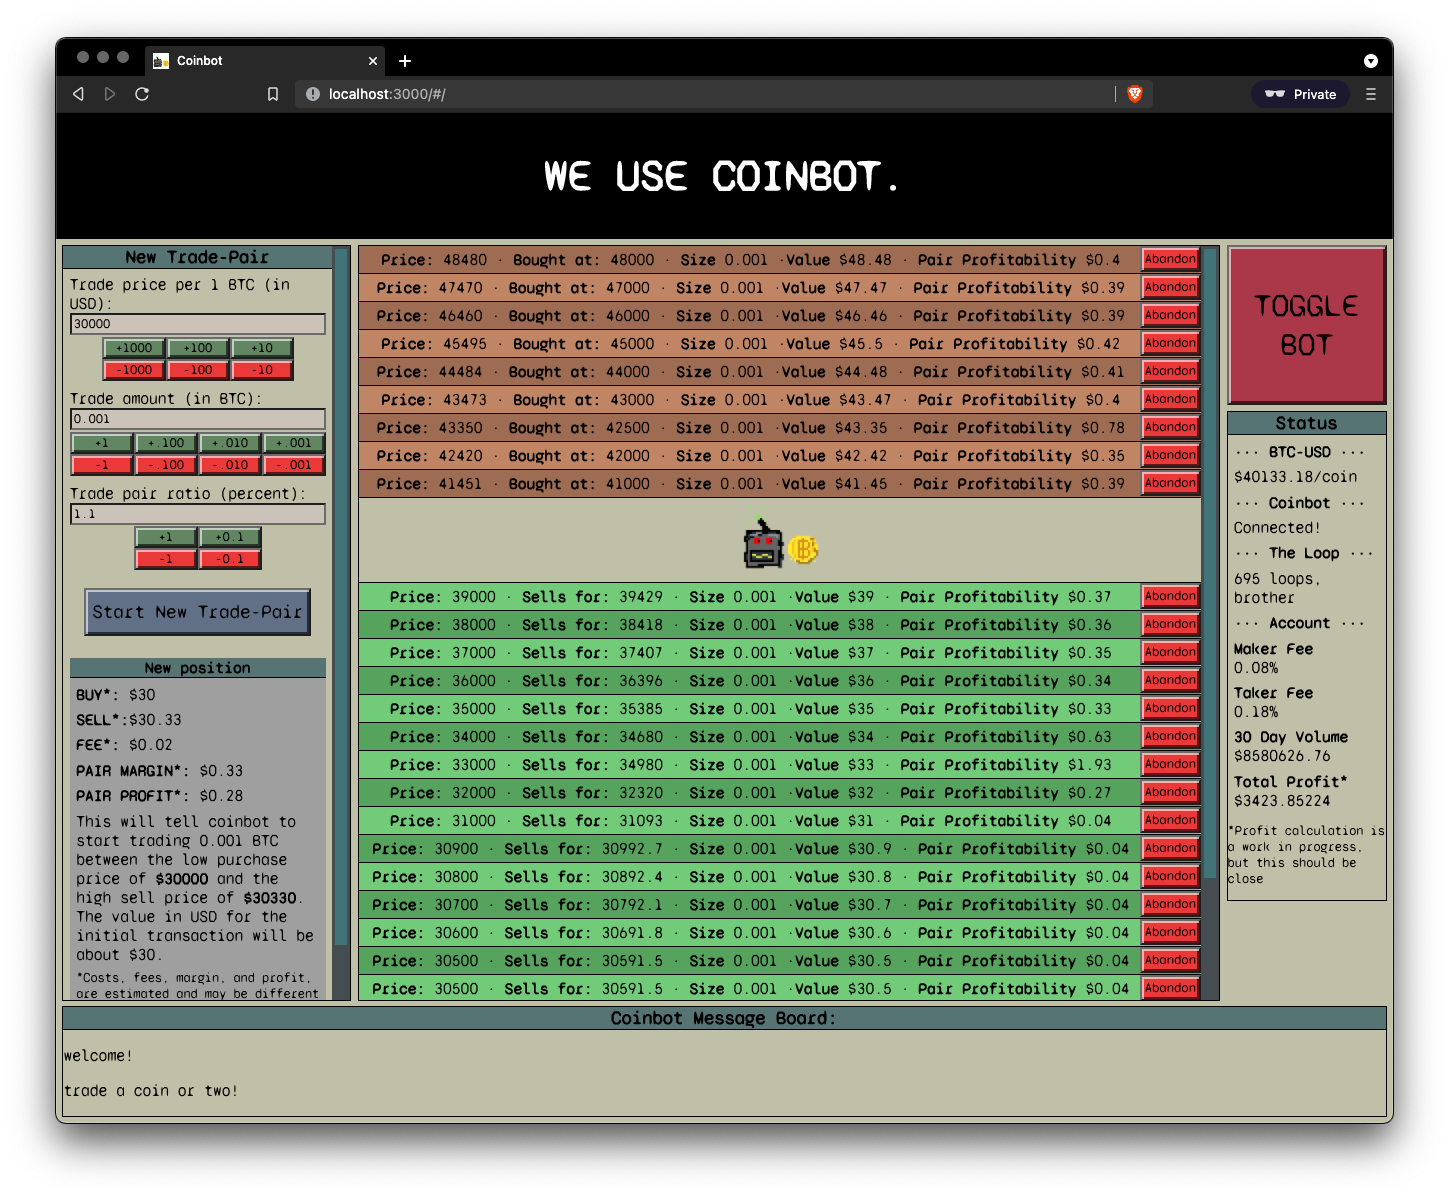 Coinbot
localhost:3000/#/
Private
WE USE COINBOT.
New Trade-Pair
Trade price per 1 BTC (in
USD):
30000
+1000 +100 +10
-1000 -100 -10
Trade amount (in BTC):
0.001
+1 +.100 +.010 +.001
-1 -.100 -.010 -.001
Trade pair ratio (percent):
1.1
+1 +0.1
-1 -0.1
Start New Trade-Pair
New position
BUY*: $30
SELL*:$30.33
FEE*: $0.02
PAIR MARGIN*: $0.33
PAIR PROFIT*: $0.28
This will tell coinbot to
start trading 0.001 BTC
between the low purchase
price of $30000 and the
high sell price of $30330.
The value in USD for the
initial transaction will be
about $30.
*Costs, fees, margin, and profit,
are estimated and may be different
Price: 48480 · Bought at: 48000 · Size 0.001 ·Value $48.48 · Pair Profitability $0.4 Abandon
Price: 47470 · Bought at: 47000 · Size 0.001 ·Value $47.47 · Pair Profitability $0.39 Abandon
Price: 46460 · Bought at: 46000 · Size 0.001 ·Value $46.46 · Pair Profitability $0.39 Abandon
Price: 45495 · Bought at: 45000 · Size 0.001 ·Value $45.5 · Pair Profitability $0.42 Abandon
Price: 44484 · Bought at: 44000 · Size 0.001 ·Value $44.48 · Pair Profitability $0.41 Abandon
Price: 43473 · Bought at: 43000 · Size 0.001 ·Value $43.47 · Pair Profitability $0.4 Abandon
Price: 43350 · Bought at: 42500 · Size 0.001 ·Value $43.35 · Pair Profitability $0.78 Abandon
Price: 42420 · Bought at: 42000 · Size 0.001 ·Value $42.42 · Pair Profitability $0.35 Abandon
Price: 41451 · Bought at: 41000 · Size 0.001 ·Value $41.45 · Pair Profitability $0.39 Abandon
Price: 39000 · Sells for: 39429 · Size 0.001 ·Value $39 · Pair Profitability $0.37 Abandon
Price: 38000 · Sells for: 38418 · Size 0.001 ·Value $38 · Pair Profitability $0.36 Abandon
Price: 37000 · Sells for: 37407 · Size 0.001 ·Value $37 · Pair Profitability $0.35 Abandon
Price: 36000 · Sells for: 36396 · Size 0.001 ·Value $36 · Pair Profitability $0.34 Abandon
Price: 35000 · Sells for: 35385 · Size 0.001 ·Value $35 · Pair Profitability $0.33 Abandon
Price: 34000 · Sells for: 34680 · Size 0.001 ·Value $34 · Pair Profitability $0.63 Abandon
Price: 33000 · Sells for: 34980 · Size 0.001 ·Value $33 · Pair Profitability $1.93 Abandon
Price: 32000 · Sells for: 32320 · Size 0.001 ·Value $32 · Pair Profitability $0.27 Abandon
Price: 31000 · Sells for: 31093 · Size 0.001 ·Value $31 · Pair Profitability $0.04 Abandon
Price: 30900 · Sells for: 30992.7 · Size 0.001 ·Value $30.9 · Pair Profitability $0.04 Abandon
Price: 30800 · Sells for: 30892.4 · Size 0.001 ·Value $30.8 · Pair Profitability $0.04 Abandon
Price: 30700 · Sells for: 30792.1 · Size 0.001 ·Value $30.7 · Pair Profitability $0.04 Abandon
Price: 30600 · Sells for: 30691.8 · Size 0.001 ·Value $30.6 · Pair Profitability $0.04 Abandon
Price: 30500 · Sells for: 30591.5 · Size 0.001 ·Value $30.5 · Pair Profitability $0.04 Abandon
Price: 30500 · Sells for: 30591.5 · Size 0.001 ·Value $30.5 · Pair Profitability $0.04 Abandon
TOGGLE
BOT
Status
··· BTC-USD ···
$40133.18/coin
··· Coinbot ···
Connected!
··· The Loop ···
695 loops,
brother
··· Account ···
Maker Fee
0.08%
Taker Fee
0.18%
30 Day Volume
$8580626.76
Total Profit*
$3423.85224
*Profit calculation is
a work in progress,
but this should be
close
Coinbot Message Board:
welcome!
trade a coin or two!